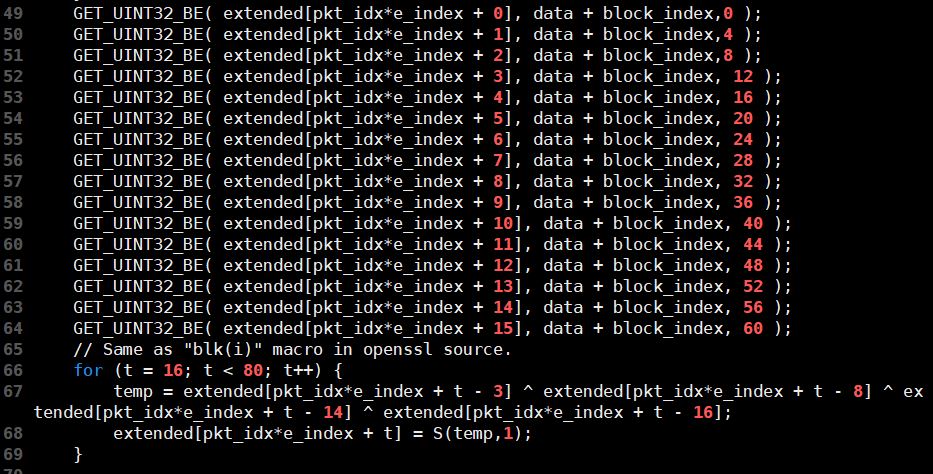 49 GET_UINT32_BE( extended[pkt_idx*e_index + 0], data + block_index,0 );
50 GET_UINT32_BE( extended[pkt_idx*e_index + 1], data + block_index,4 );
51 GET_UINT32_BE( extended[pkt_idx*e_index + 2], data + block_index,8 );
52 GET_UINT32_BE( extended[pkt_idx*e_index + 3], data + block_index, 12 );
53 GET_UINT32_BE( extended[pkt_idx*e_index + 4], data + block_index, 16 );
54 GET_UINT32_BE( extended[pkt_idx*e_index + 5], data + block_index, 20 );
55 GET_UINT32_BE( extended[pkt_idx*e_index + 6], data + block_index, 24 );
56 GET_UINT32_BE( extended[pkt_idx*e_index + 7], data + block_index, 28 );
57 GET_UINT32_BE( extended[pkt_idx*e_index + 8], data + block_index, 32 );
58 GET_UINT32_BE( extended[pkt_idx*e_index + 9], data + block_index, 36 );
59 GET_UINT32_BE( extended[pkt_idx*e_index + 10], data + block_index, 40 );
60 GET_UINT32_BE( extended[pkt_idx*e_index + 11], data + block_index, 44 );
61 GET_UINT32_BE( extended[pkt_idx*e_index + 12], data + block_index, 48 );
62 GET_UINT32_BE( extended[pkt_idx*e_index + 13], data + block_index, 52 );
63 GET_UINT32_BE( extended[pkt_idx*e_index + 14], data + block_index, 56 );
64 GET_UINT32_BE( extended[pkt_idx*e_index + 15], data + block_index, 60 );
65 // Same as "blk(i)" macro in openssl source.
66 for (t = 16; t < 80; t++) {
67 temp = extended[pkt_idx*e_index + t - 3] ^ extended[pkt_idx*e_index + t - 8] ^ ex
tended[pkt_idx*e_index + t - 14] ^ extended[pkt_idx*e_index + t - 16];
68 extended[pkt_idx*e_index + t] = S(temp,1);
69 }